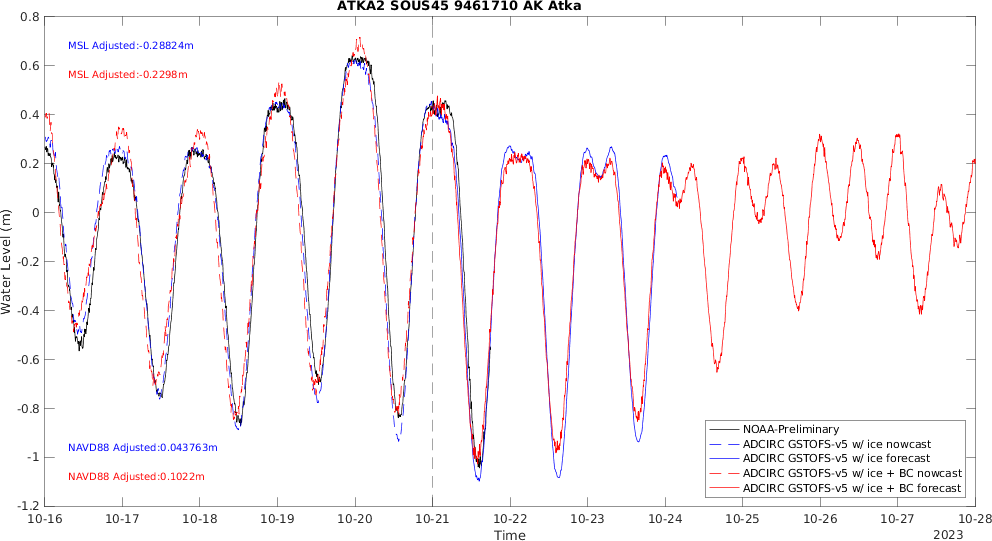 ATKA2 SOUS45 9461710 AK Atka
0.8
0.6
0.4
0.2
0
-0.2
-0.4
-0.6
-0.8
-1
-1.2
Water Level (m)
MSL Adjusted:-0.28824m
MSL Adjusted:-0.2298m
NAVD88 Adjusted:0.043763m
NAVD88 Adjusted:0.1022m
NOAA-Preliminary
ADCIRC GSTOFS-v5 w/ ice nowcast
ADCIRC GSTOFS-v5 w/ ice forecast
ADCIRC GSTOFS-v5 w/ ice + BC nowcast
ADCIRC GSTOFS-v5 w/ ice + BC forecast
10-16 10-17 10-18 10-19 10-20 10-21 10-22 10-23 10-24 10-25 10-26 10-27 10-28
Time
2023